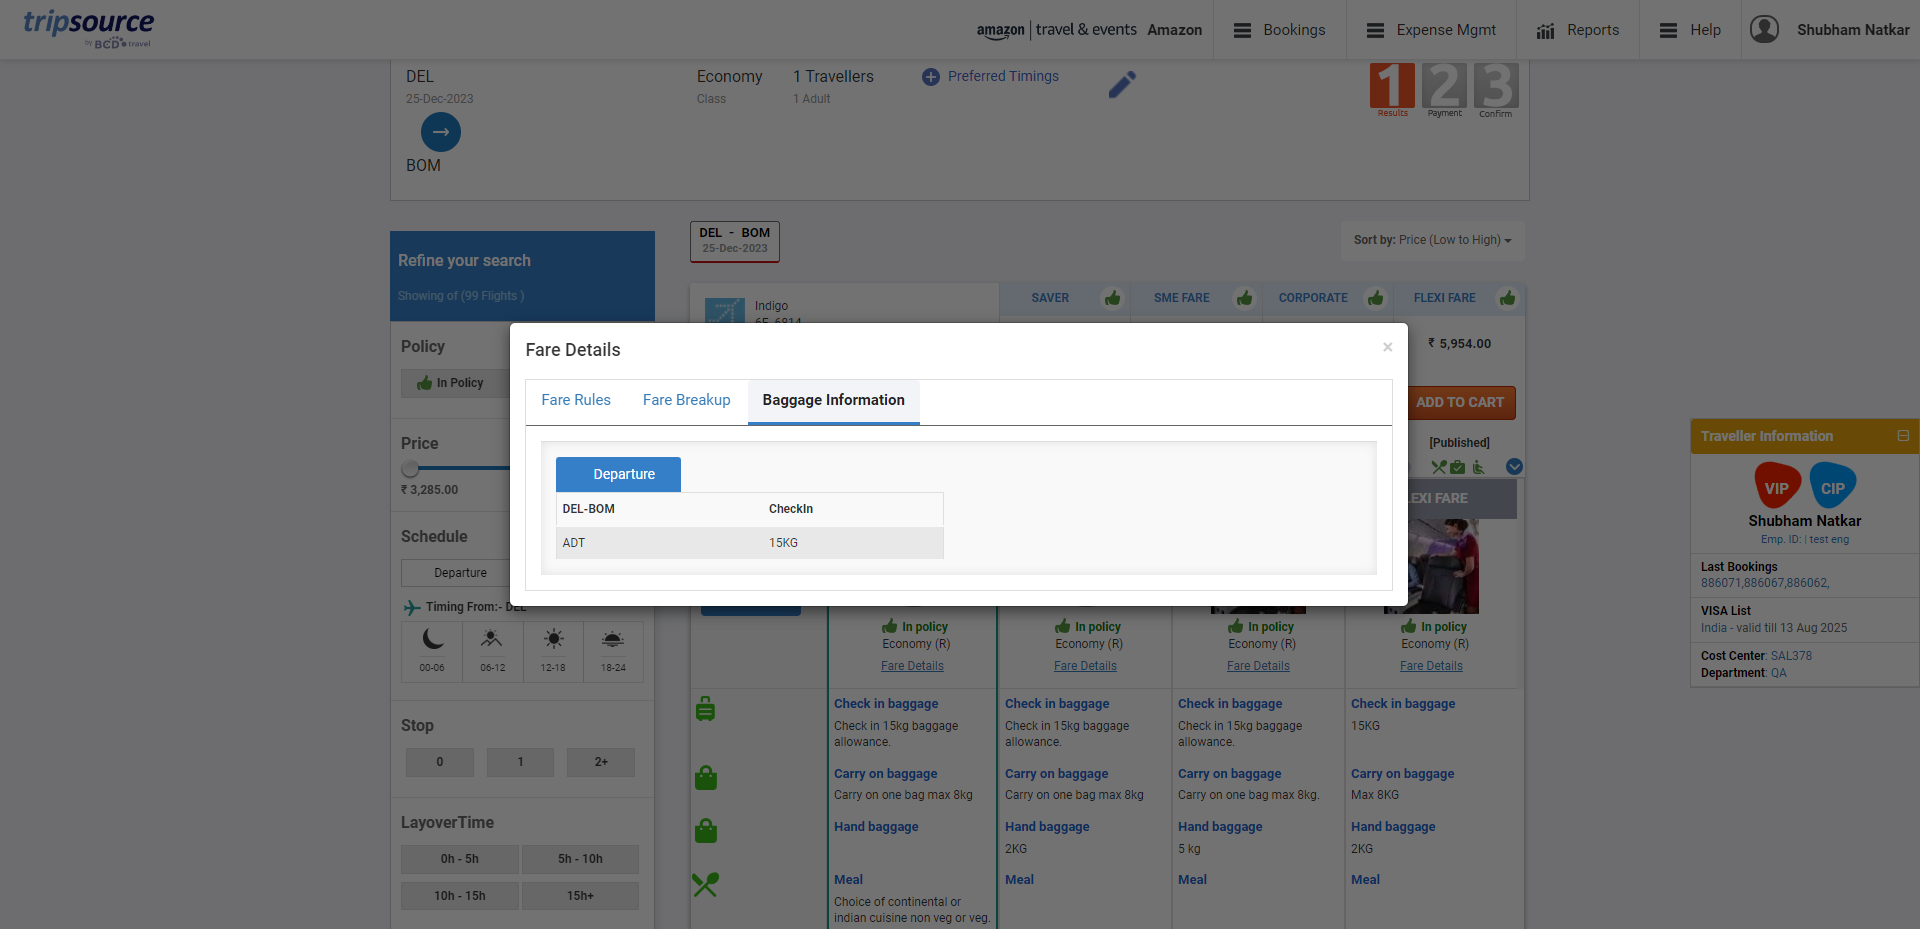 tripsource
by BCD travel
amazon | travel & events Amazon
Bookings
Expense Mgmt
Reports
Help
Shubham Natkar
DEL
25-Dec-2023
BOM
Economy
Class
1 Travellers
1 Adult
Preferred Timings
1 2 3
Results Payment Confirm
Refine your search
Showing of (99 Flights )
DEL - BOM
25-Dec-2023
Sort by: Price (Low to High)
Policy
In Policy
Price
₹ 3,285.00
Schedule
Departure
Timing From:- DEL
00-06 06-12 12-18 18-24
Stop
0 1 2+
LayoverTime
0h - 5h 5h - 10h
10h - 15h 15h+
Indigo
6E-6814
SAVER SME FARE CORPORATE FLEXI FARE
₹ 5,954.00
ADD TO CART
[Published]
Fare Details
×
Fare Rules Fare Breakup Baggage Information
Departure
DEL-BOM CheckIn
ADT 15KG
LEXI FARE
In policy In policy In policy In policy
Economy (R) Economy (R) Economy (R) Economy (R)
Fare Details Fare Details Fare Details Fare Details
Check in baggage Check in baggage Check in baggage Check in baggage
Check in 15kg baggage Check in 15kg baggage Check in 15kg baggage 15KG
allowance. allowance. allowance.
Carry on baggage Carry on baggage Carry on baggage Carry on baggage
Carry on one bag max 8kg Carry on one bag max 8kg Carry on one bag max 8kg. Max 8KG
Hand baggage Hand baggage Hand baggage Hand baggage
2KG 5 kg 2KG
Meal Meal Meal Meal
Choice of continental or
indian cuisine non veg or veg.
Traveller Information
VIP CIP
Shubham Natkar
Emp. ID: | test eng
Last Bookings
886071,886067,886062,
VISA List
India - valid till 13 Aug 2025
Cost Center: SAL378
Department: QA